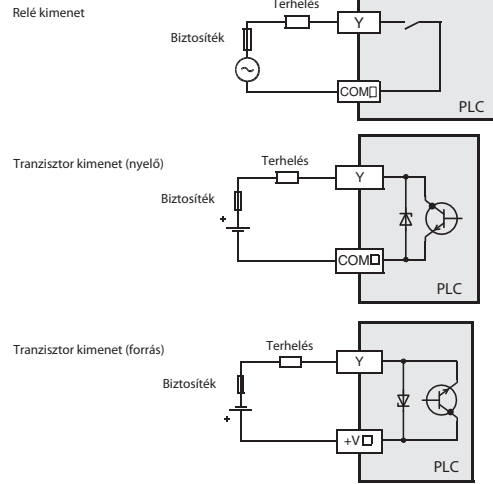 Relé kimenet
Terhelés
Biztosíték
Y
COM□
PLC
Tranzisztor kimenet (nyelő)
Terhelés
Biztosíték
+
Y
COM□
PLC
Tranzisztor kimenet (forrás)
Terhelés
Biztosíték
+
Y
+V□
PLC